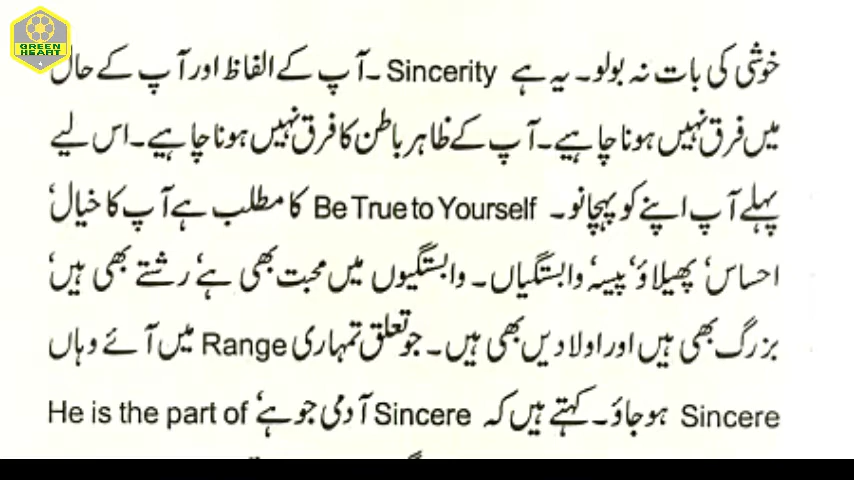 GREEN
HEART
خوشی کی بات نہ بولو۔ یہ ہے Sincerity ۔ آپ کے الفاظ اور آپ کے حال
میں فرق نہیں ہونا چاہیے۔ آپ کے ظاہر باطن کا فرق نہیں ہونا چاہیے۔ اس لیے
پہلے آپ اپنے کو پہچانو۔ Be True to Yourself کا مطلب ہے آپ کا خیال‘
احساس‘ پھیلاؤ‘ پیسہ‘ وابستگیاں۔ وابستگیوں میں محبت بھی ہے‘ رشتے بھی ہیں‘
بزرگ بھی ہیں اور اولادیں بھی ہیں۔ جو تعلق تمہاری Range میں آئے وہاں
Sincere ہوجاؤ۔ کہتے ہیں کہ Sincere آدمی جو ہے‘ He is the part of